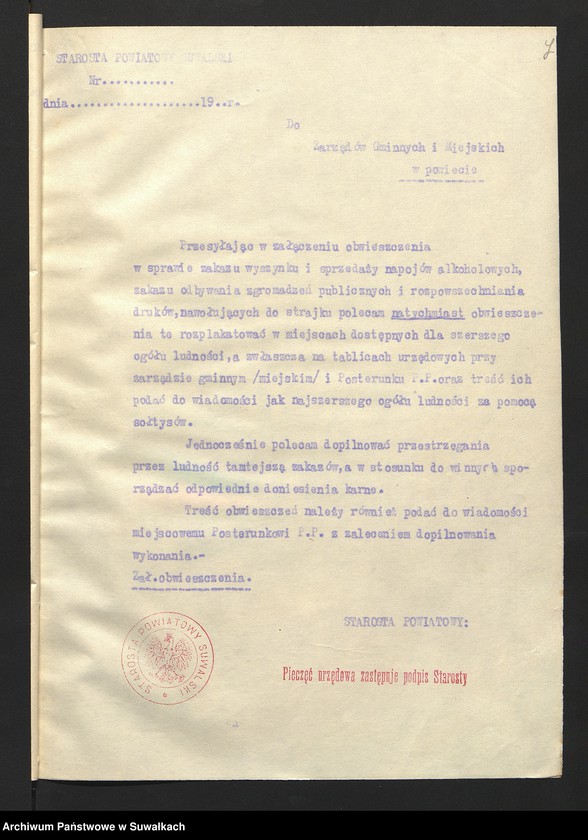 7
STAROSTA POWIATOWY SUWALSKI
Nr...........
dnia....................19..r.
Do
Zarządów Gminnych i Miejskich
w powiecie
Przesyłając w załączeniu obwieszczenia
w sprawie zakazu wyszynku i sprzedaży napojów alkoholowych,
zakazu odbywania zgromadzeń publicznych i rozpowszechniania
druków,nawołujących do strajku polecam natychmiast obwieszcze-
nia te rozplakatować w miejscach dostępnych dla szerszego
ogółu ludności,a zwłaszcza na tablicach urzędowych przy
zarządzie gminnym /miejskim/ i Posterunku P.P.oraz treść ich
podać do wiadomości jak najszerszego ogółu ludności za pomocą
sołtysów.
Jednocześnie polecam dopilnować przestrzegania
przez ludność tamtejszą zakazów,a w stosunku do winnych spo-
rządzać odpowiednie doniesienia karne.
Treść obwieszczeń należy również podać do wiadomości
miejscowemu Posterunkowi P.P. z zaleceniem dopilnowania
wykonania.-
Zał.obwieszczenia.
STAROSTA POWIATOWY:
STAROSTA POWIATOWY SUWALSKI
Pieczęć urzędowa zastępuje podpis Starosty
Archiwum Państwowe w Suwałkach